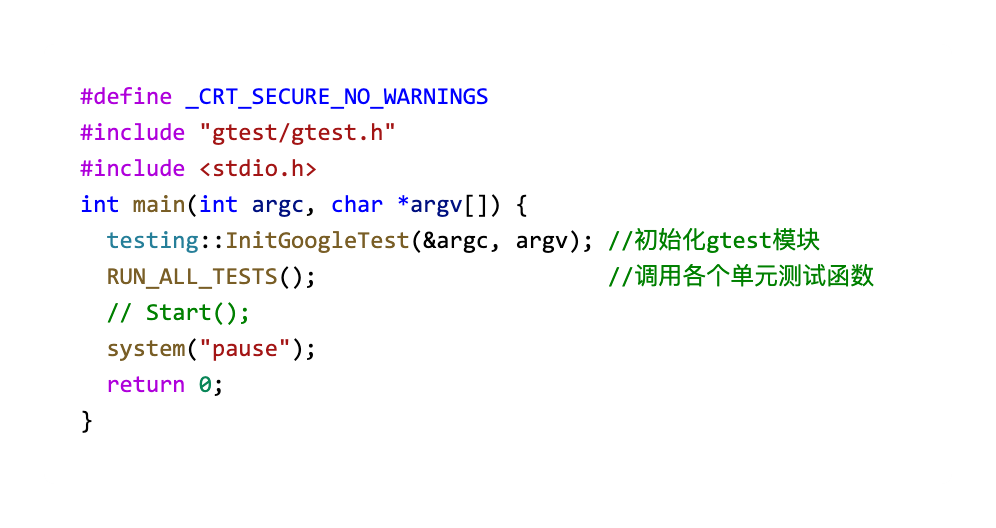 #define _CRT_SECURE_NO_WARNINGS
#include "gtest/gtest.h"
#include <stdio.h>
int main(int argc, char *argv[]) {
  testing::InitGoogleTest(&argc, argv); //初始化gtest模块
  RUN_ALL_TESTS();                      //调用各个单元测试函数
  // Start();
  system("pause");
  return 0;
}